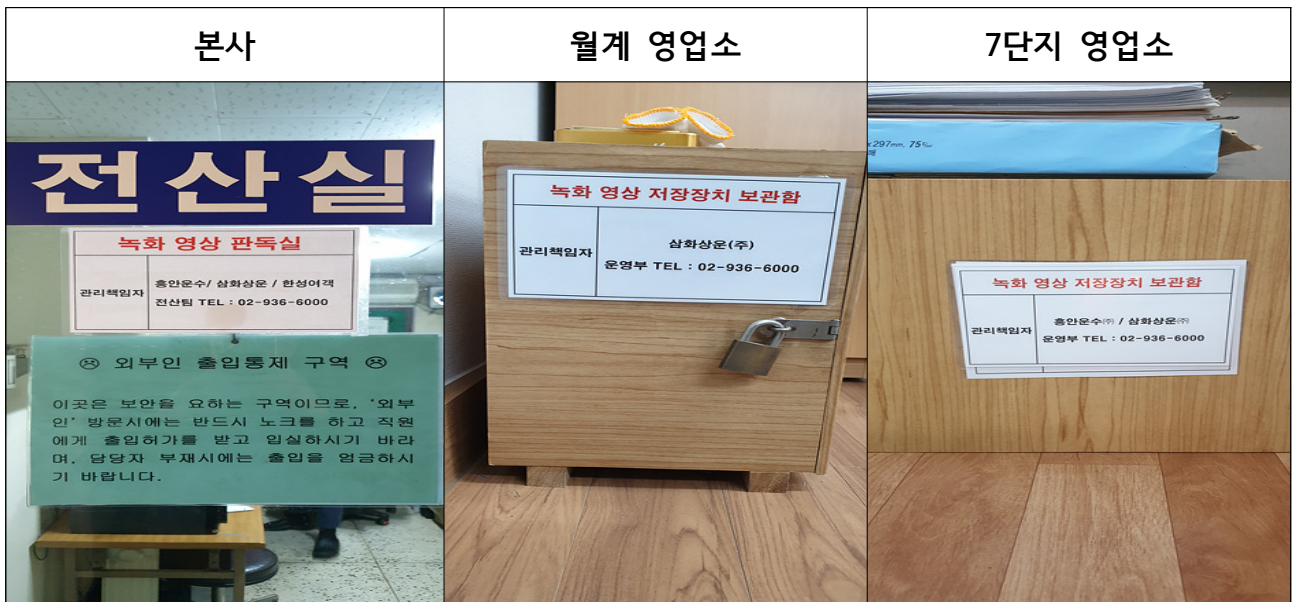 본사
월계 영업소
7단지 영업소
전산실
녹화 영상 판독실
관리책임자
흥안운수/ 삼화상운 / 한성여객
전산팀 TEL : 02-936-6000
☹ 외부인 출입통제 구역 ☹
이곳은 보안을 요하는 구역이므로, '외부
인' 방문시에는 반드시 노크를 하고 직원
에게 출입허가를 받고 입실하시기 바라
며, 담당자 부재시에는 출입을 엄금하시
기 바랍니다.
녹화 영상 저장장치 보관함
관리책임자
삼화상운(주)
운영부 TEL : 02-936-6000
297mm, 75
녹화 영상 저장장치 보관함
관리책임자
흥안운수㈜ / 삼화상운㈜
운영부 TEL : 02-936-6000